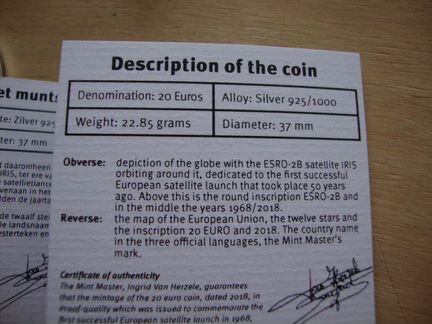 Description of the coin
Denomination: 20 Euros
Alloy: Silver 925/1000
Weight: 22.85 grams
Diameter: 37 mm
Obverse: depiction of the globe with the ESRO-2B satellite IRIS
orbiting around it, dedicated to the first successful
European satellite launch that took place 50 years
ago. Above this is the round inscription ESRO-2B and
in the middle the years 1968/2018.
Reverse: the map of the European Union, the twelve stars and
the inscription 20 EURO and 2018. The country name
in the three official languages, the Mint Master's
mark.
Certificate of authenticity
The Mint Master, Ingrid Van Herzele, guarantees
that the mintage of the 20 euro coin, dated 2018, in
Proof-quality which was issued to commemorate the
first successful European satellite launch in 1968,
et munt:
te: Zilver 925
ter: 37 mm